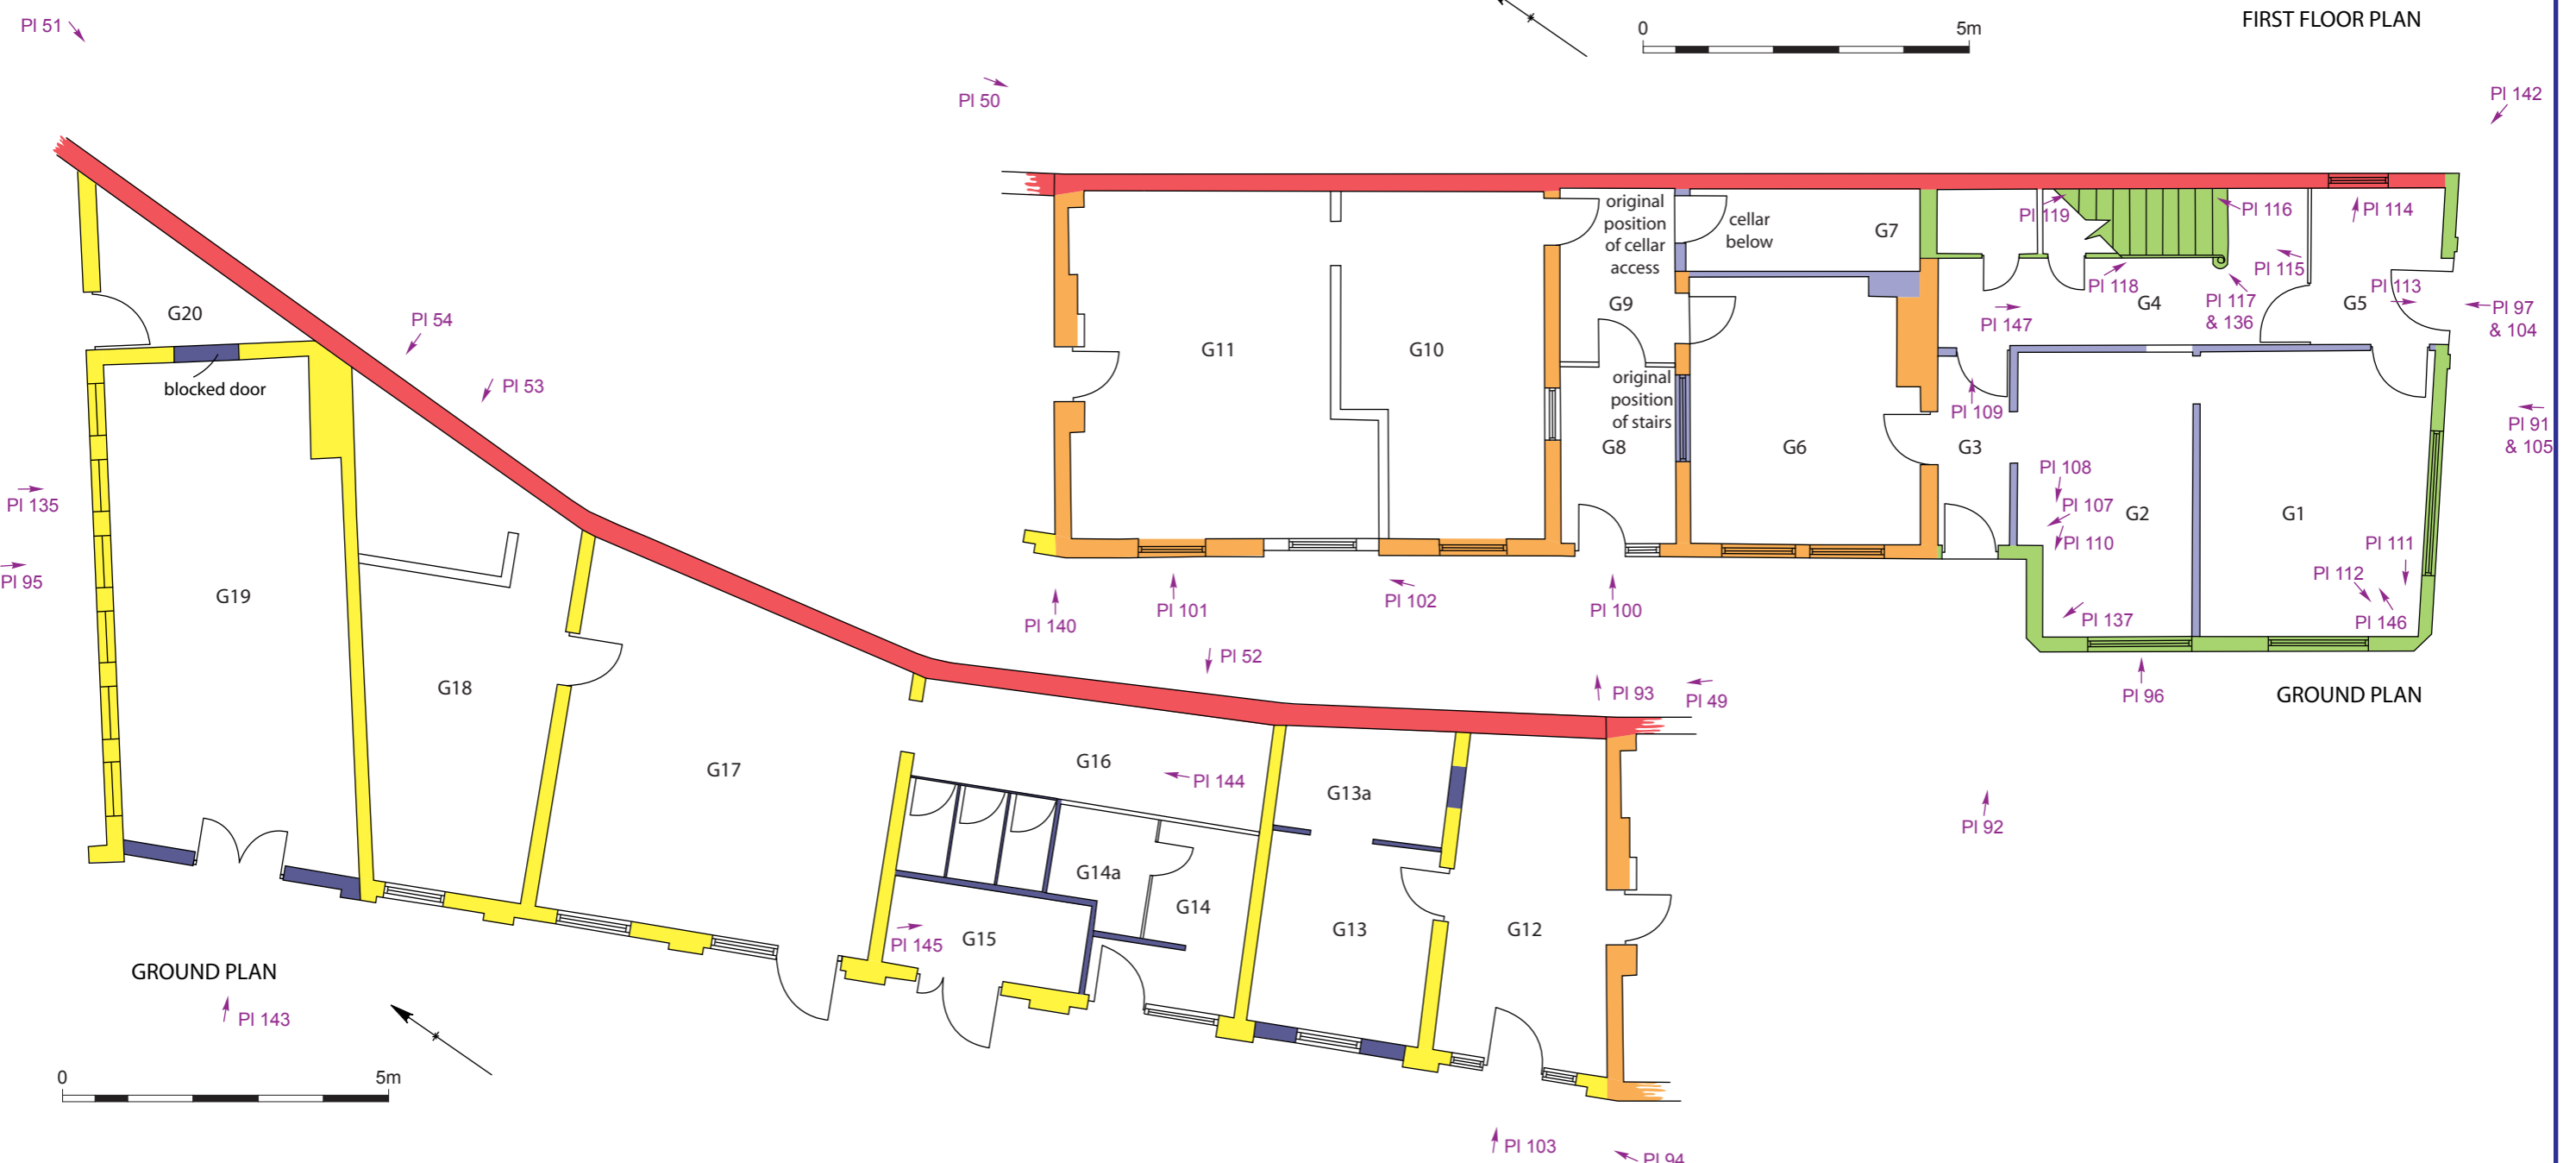 Pl 51
0
5m
FIRST FLOOR PLAN
Pl 50
Pl 142
original
position
of cellar
access
cellar
below
G7
Pl 119
Pl 116
Pl 114
Pl 115
Pl 118
G4
Pl 117
& 136
Pl 113
G5
Pl 97
& 104
G9
Pl 147
G20
blocked door
Pl 54
Pl 53
G11
G10
original
position
of stairs
G8
G6
Pl 109
G3
Pl 91
& 105
Pl 108
Pl 107
Pl 110
G2
G1
Pl 111
Pl 112
Pl 146
Pl 137
Pl 135
Pl 95
G19
Pl 140
Pl 101
Pl 102
Pl 100
Pl 52
Pl 93
Pl 49
Pl 96
GROUND PLAN
G18
G17
G16
Pl 144
G13a
Pl 92
G14a
G14
G13
G12
Pl 145
G15
GROUND PLAN
Pl 143
0
5m
Pl 103
Pl 94